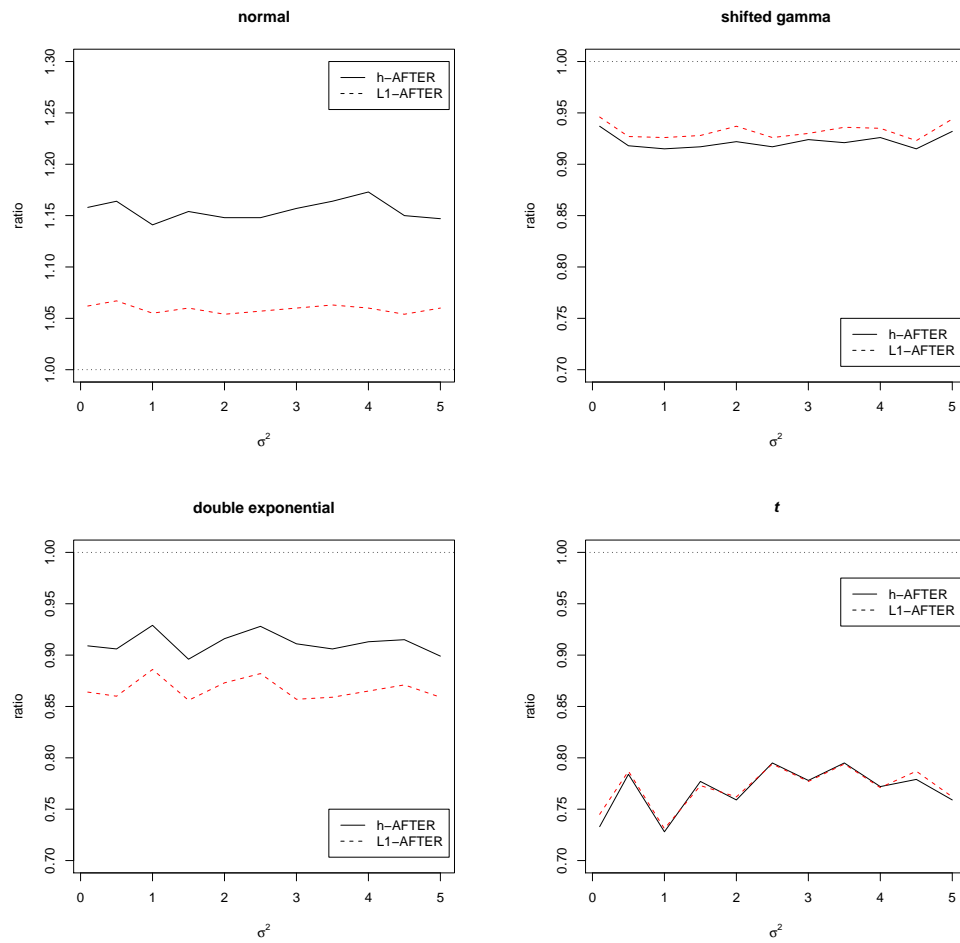 normal
ratio
1.00 1.05 1.10 1.15 1.20 1.25 1.30
h−AFTER
L1−AFTER
0 1 2 3 4 5
σ²
shifted gamma
ratio
0.70 0.75 0.80 0.85 0.90 0.95 1.00
h−AFTER
L1−AFTER
0 1 2 3 4 5
σ²
double exponential
ratio
0.70 0.75 0.80 0.85 0.90 0.95 1.00
h−AFTER
L1−AFTER
0 1 2 3 4 5
σ²
t
ratio
0.70 0.75 0.80 0.85 0.90 0.95 1.00
h−AFTER
L1−AFTER
0 1 2 3 4 5
σ²